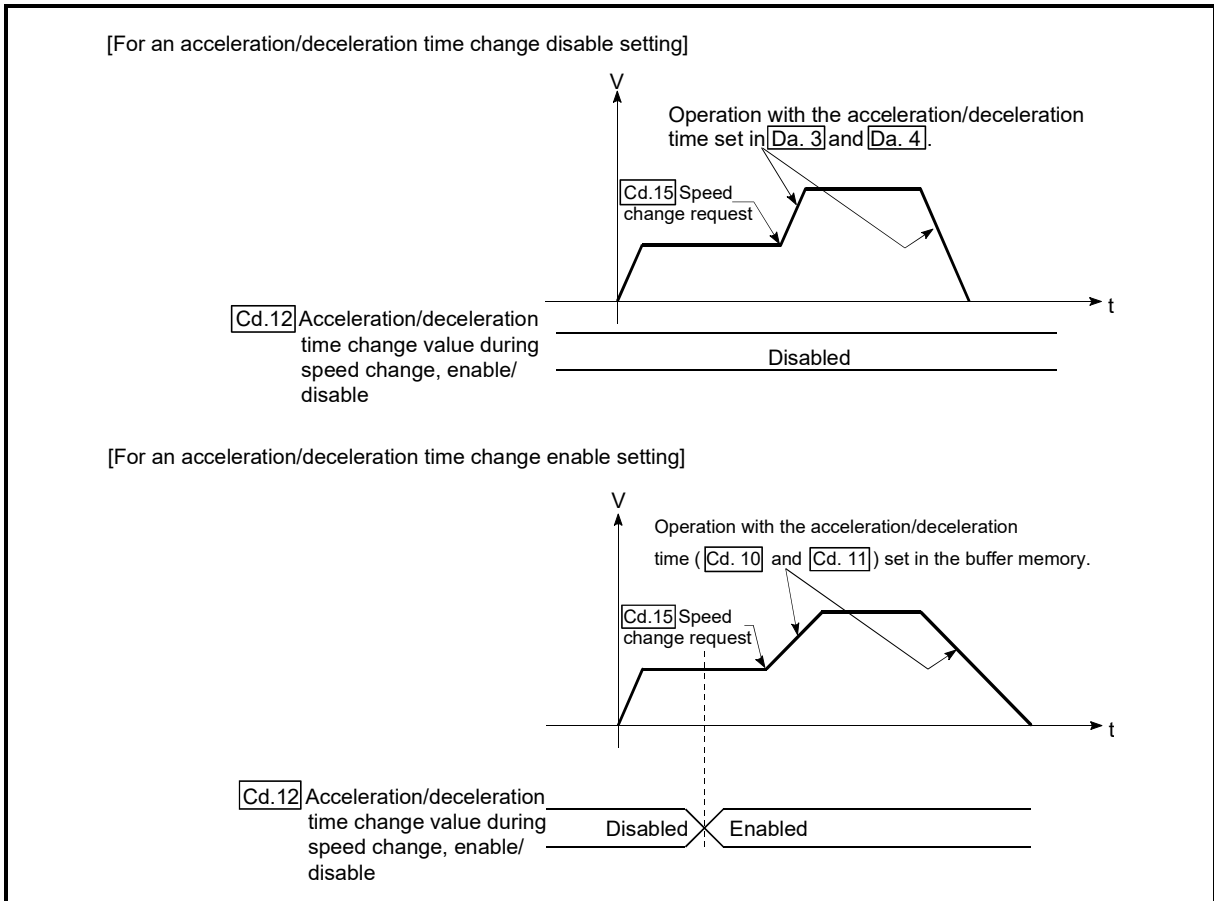 [For an acceleration/deceleration time change disable setting]
V
Operation with the acceleration/deceleration
time set in Da. 3 and Da. 4.
Cd.15 Speed
change request
t
Cd.12 Acceleration/deceleration
time change value during
speed change, enable/
disable
Disabled
[For an acceleration/deceleration time change enable setting]
V
Operation with the acceleration/deceleration
time ( Cd. 10 and Cd. 11 ) set in the buffer memory.
Cd.15 Speed
change request
t
Cd.12 Acceleration/deceleration
time change value during
speed change, enable/
disable
Disabled
Enabled